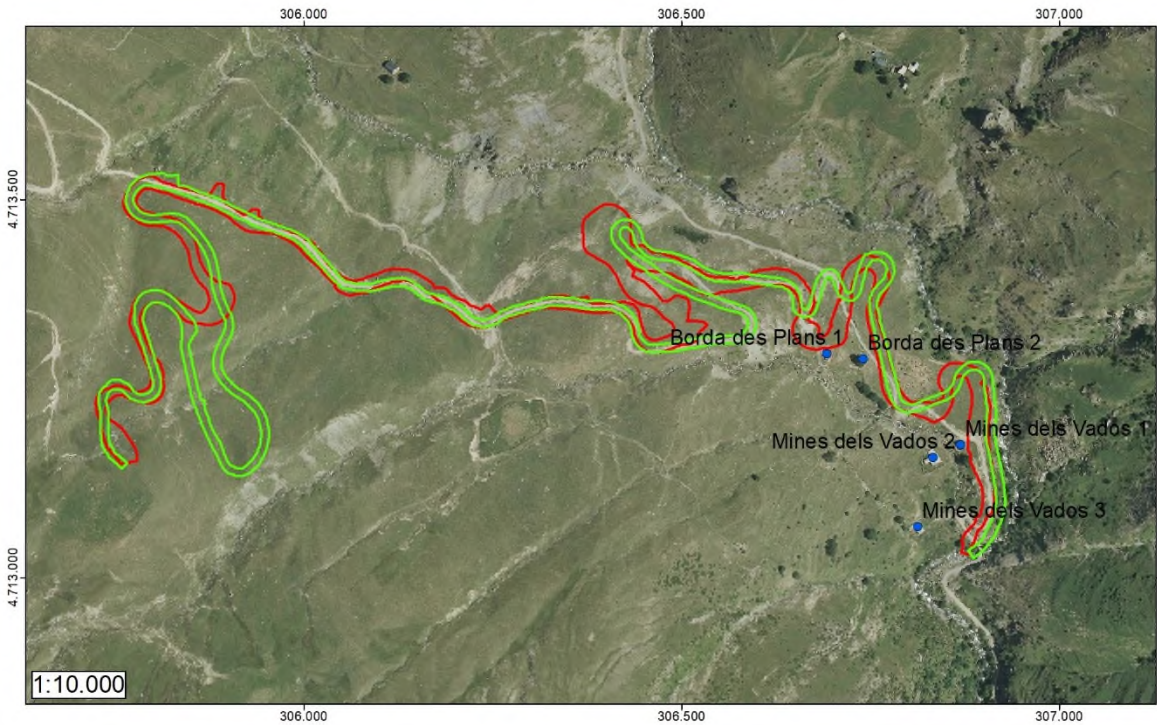 306.000 306.500 307.000
4.713.500
Borda des Plans 1
Borda des Plans 2
Mines dels Vados 1
Mines dels Vados 2
Mines dels Vados 3
4.713.000
1:10.000
306.000 306.500 307.000